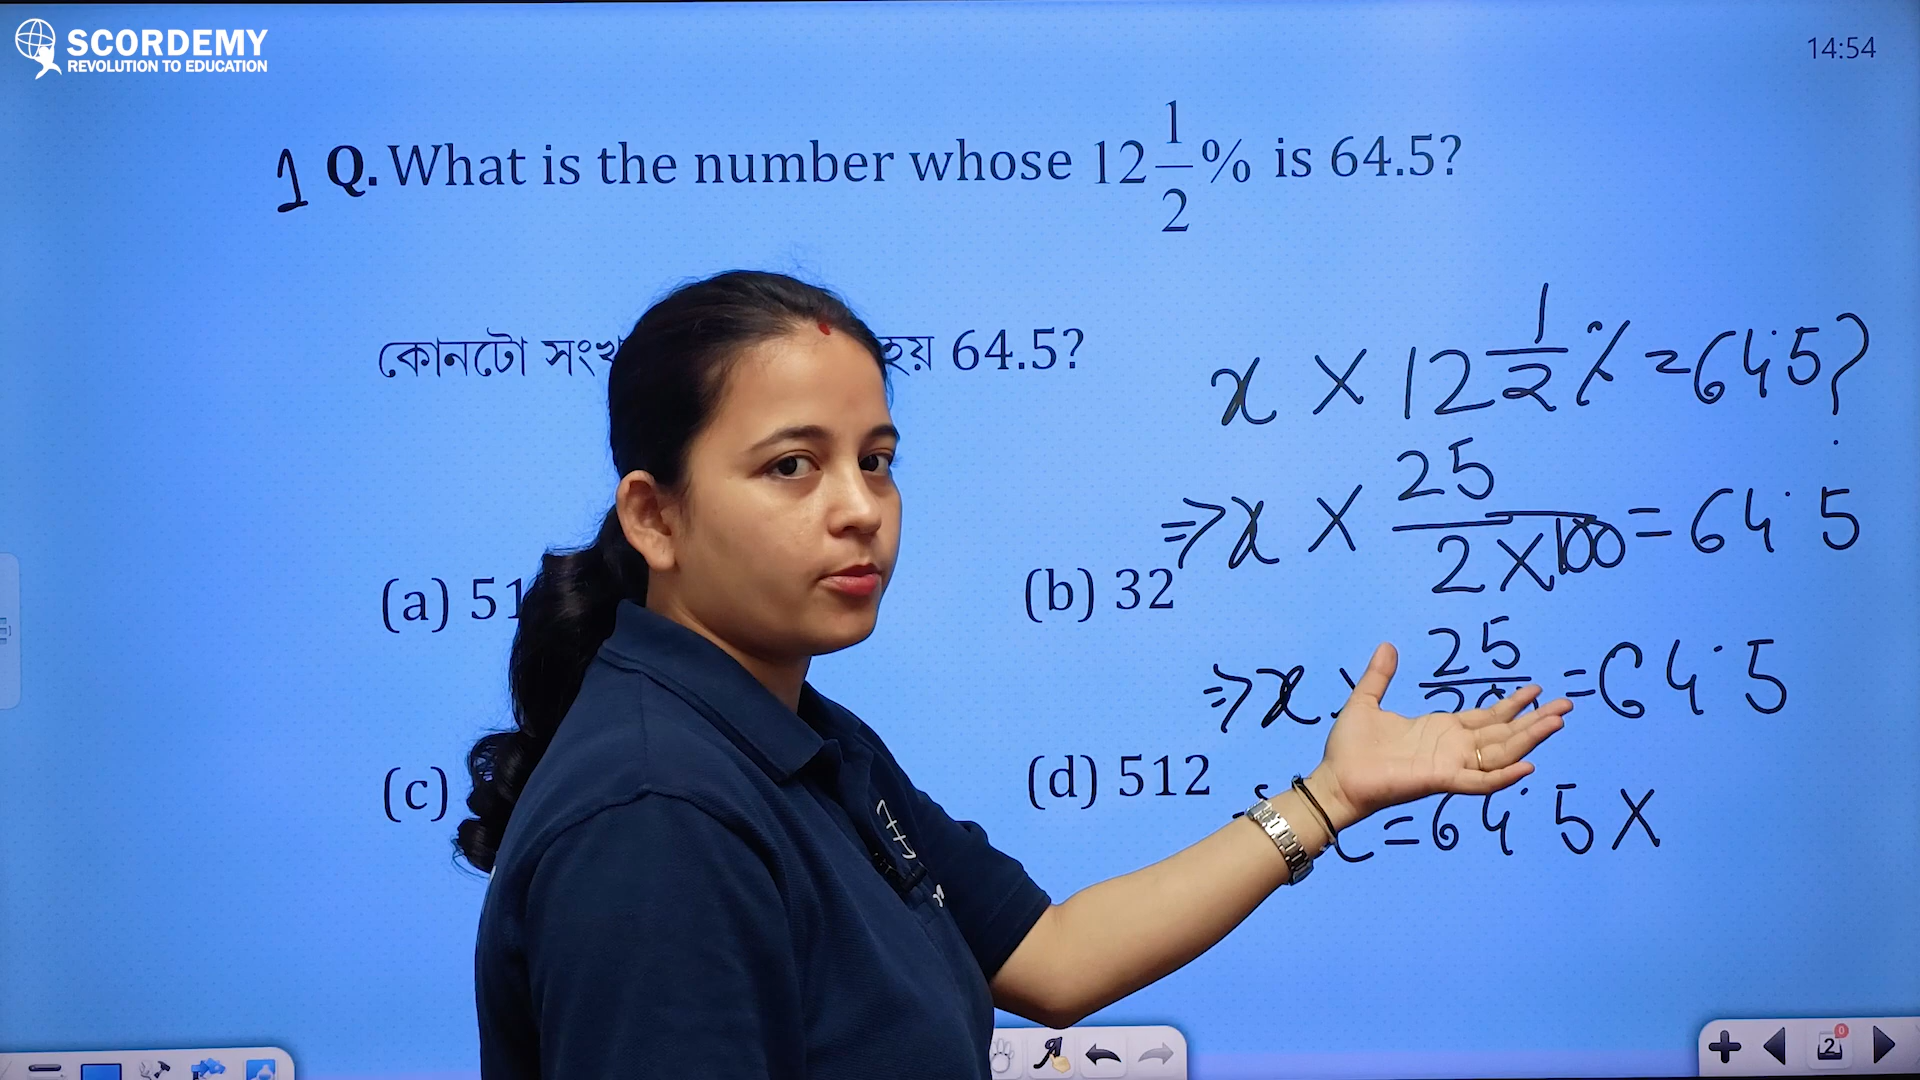 SCORDEMY
REVOLUTION TO EDUCATION
14:54
1 Q. What is the number whose 12 1/2 % is 64.5?
কোনটো হয় 64.5?
x × 12 1/2 % = 64.5?
⇒ x × 25/(2×100) = 64.5
(a) (b) 32
⇒ x 25 = 64.5
(c) (d) 512
= 64.5 ×
2
0